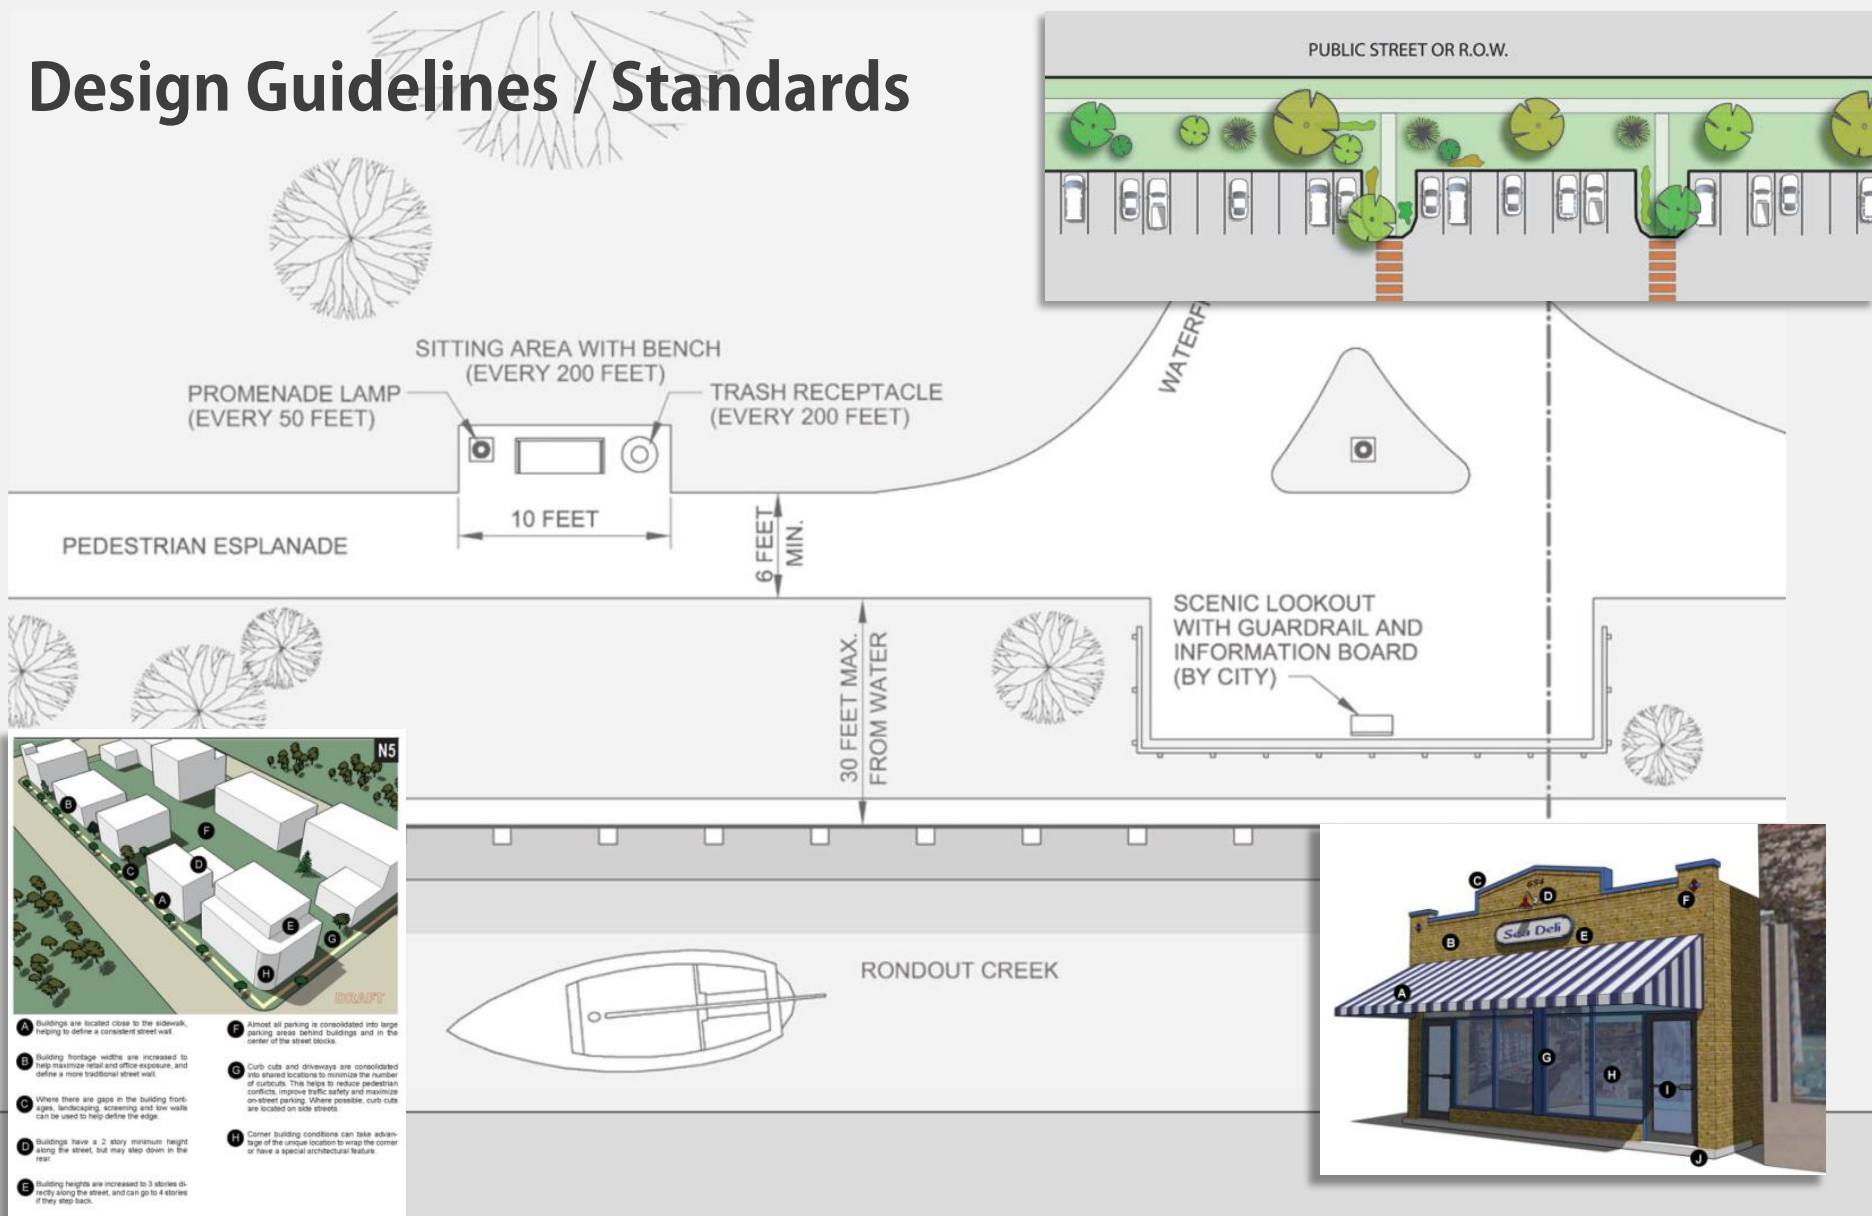 Design Guidelines / Standards
PUBLIC STREET OR R.O.W.
SITTING AREA WITH BENCH
(EVERY 200 FEET)
PROMENADE LAMP
(EVERY 50 FEET)
TRASH RECEPTACLE
(EVERY 200 FEET)
10 FEET
6 FEET
MIN.
PEDESTRIAN ESPLANADE
30 FEET MAX.
FROM WATER
SCENIC LOOKOUT
WITH GUARDRAIL AND
INFORMATION BOARD
(BY CITY)
RONDOUT CREEK
N5
B
F
D
C
A
E
G
H
DRAFT
A Buildings are located close to the sidewalk,
helping to define a consistent street wall.
B Building frontage widths are increased to
help maximize retail and office exposure, and
define a more traditional street wall.
C Where there are gaps in the building front-
ages, landscaping, screening and low walls
can be used to help define the edge.
D Buildings have a 2 story minimum height
along the street, but may step down in the
rear.
E Building heights are increased to 3 stories di-
rectly along the street, and can go to 4 stories
if they step back.
F Almost all parking is consolidated into large
parking areas behind buildings and in the
center of the street blocks.
G Curb cuts and driveways are consolidated
into shared locations to minimize the number
of curbcuts. This helps to reduce pedestrian
conflicts, improve traffic safety and maximize
on-street parking. Where possible, curb cuts
are located on side streets.
H Corner building conditions can take advan-
tage of the unique location to wrap the corner
or have a special architectural feature.
C
654
D
F
B
Sea Deli
E
A
G
H
I
J